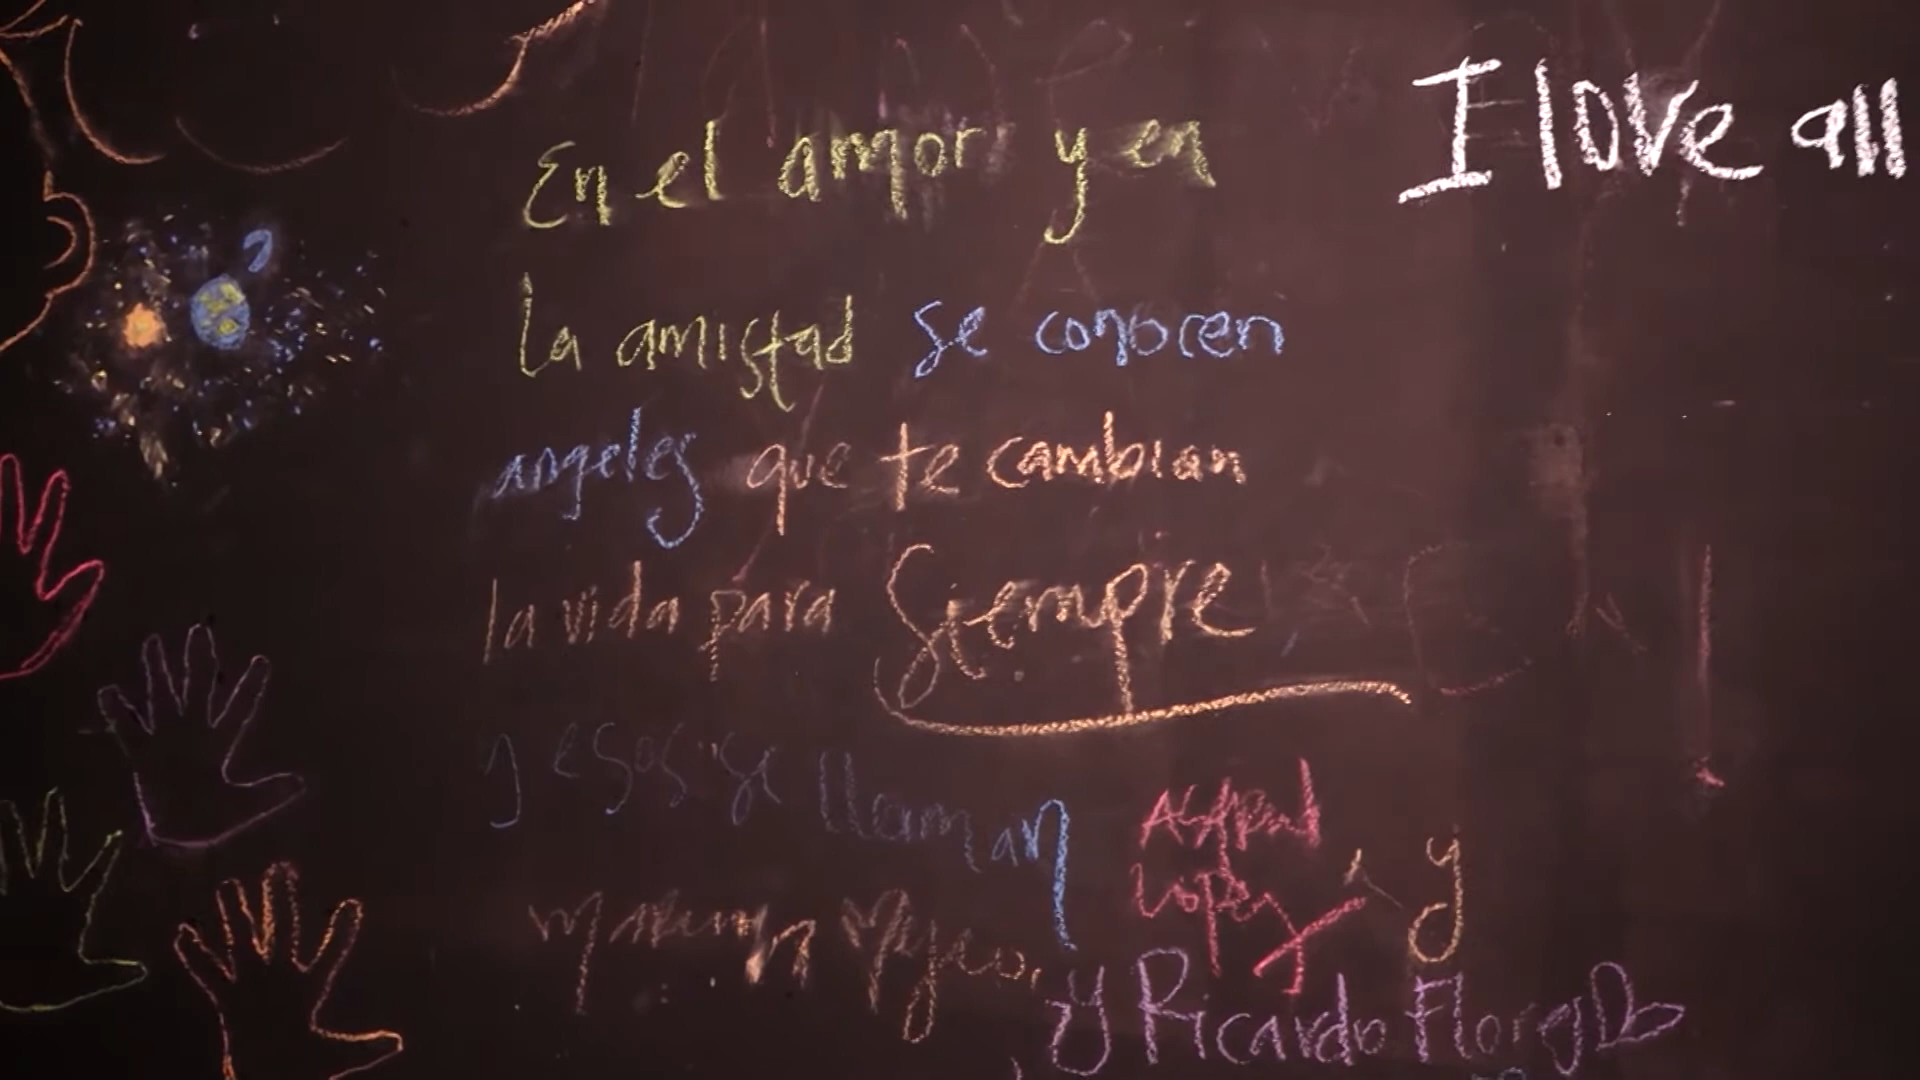 I love all
En el amor y en
la amistad se conocen
angeles que te cambian
la vida para Siempre
y esos se llaman
Lopez y
y Ricardo Flores